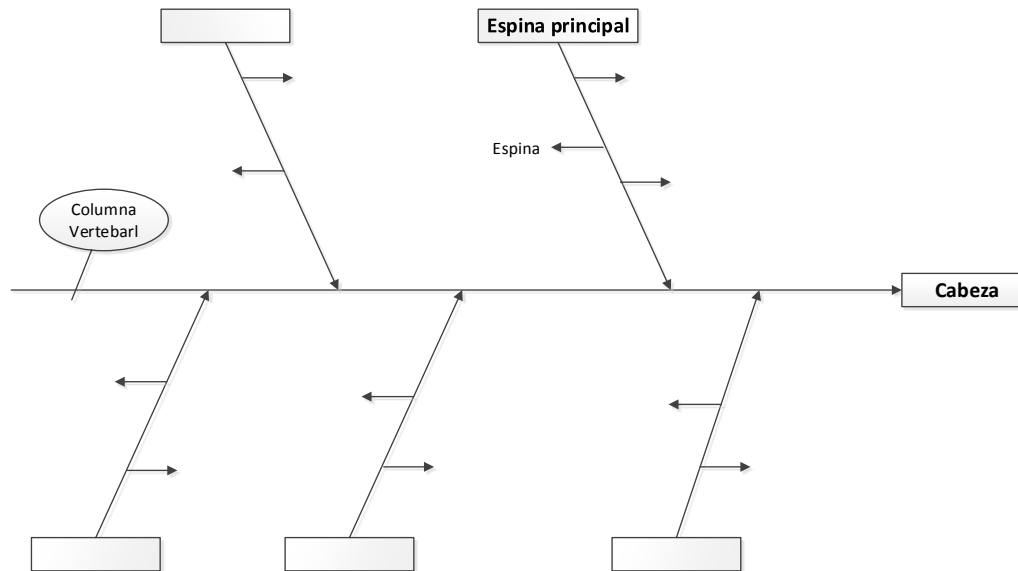 Espina principal
Espina
Columna
Vertebarl
Cabeza